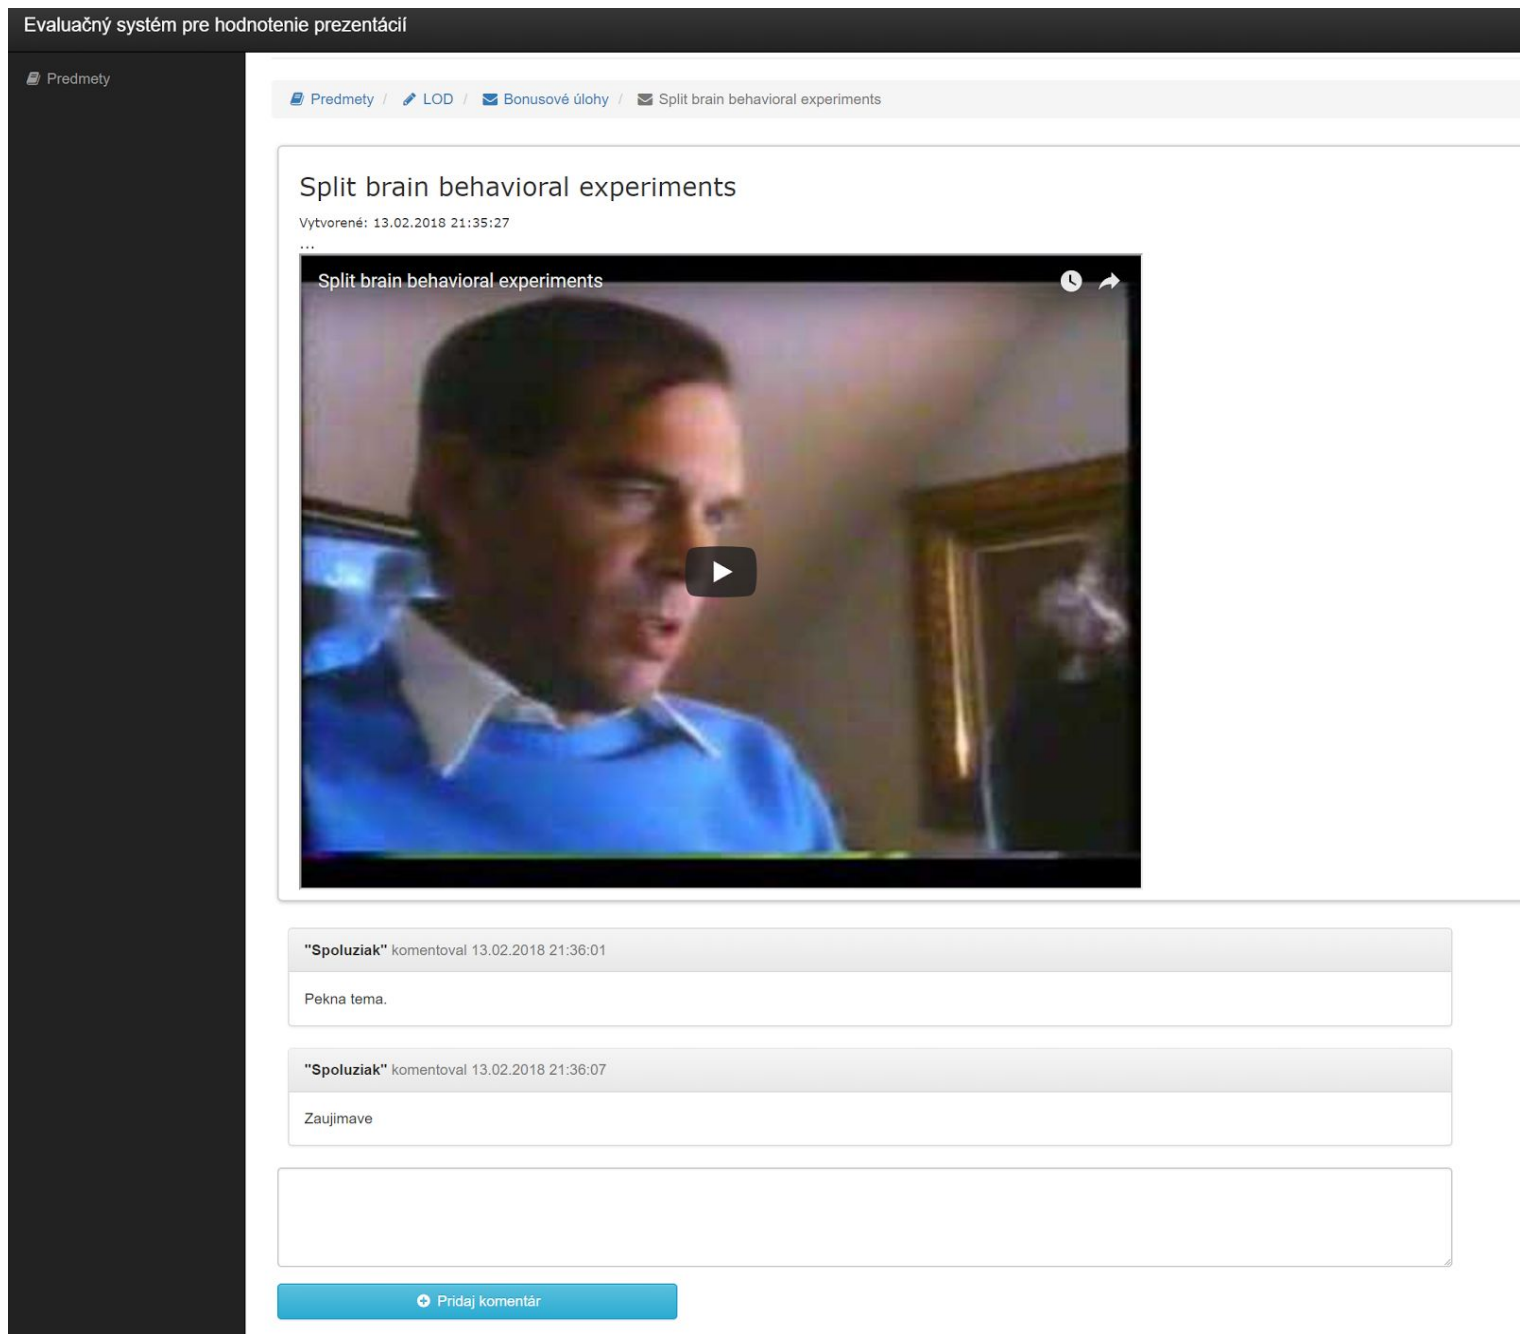 Evaluačný systém pre hodnotenie prezentácií
Predmety
Predmety / LOD / Bonusové úlohy / Split brain behavioral experiments
Split brain behavioral experiments
Vytvorené: 13.02.2018 21:35:27
...
Split brain behavioral experiments
"Spoluziak" komentoval 13.02.2018 21:36:01
Pekna tema.
"Spoluziak" komentoval 13.02.2018 21:36:07
Zaujimave
Pridaj komentár